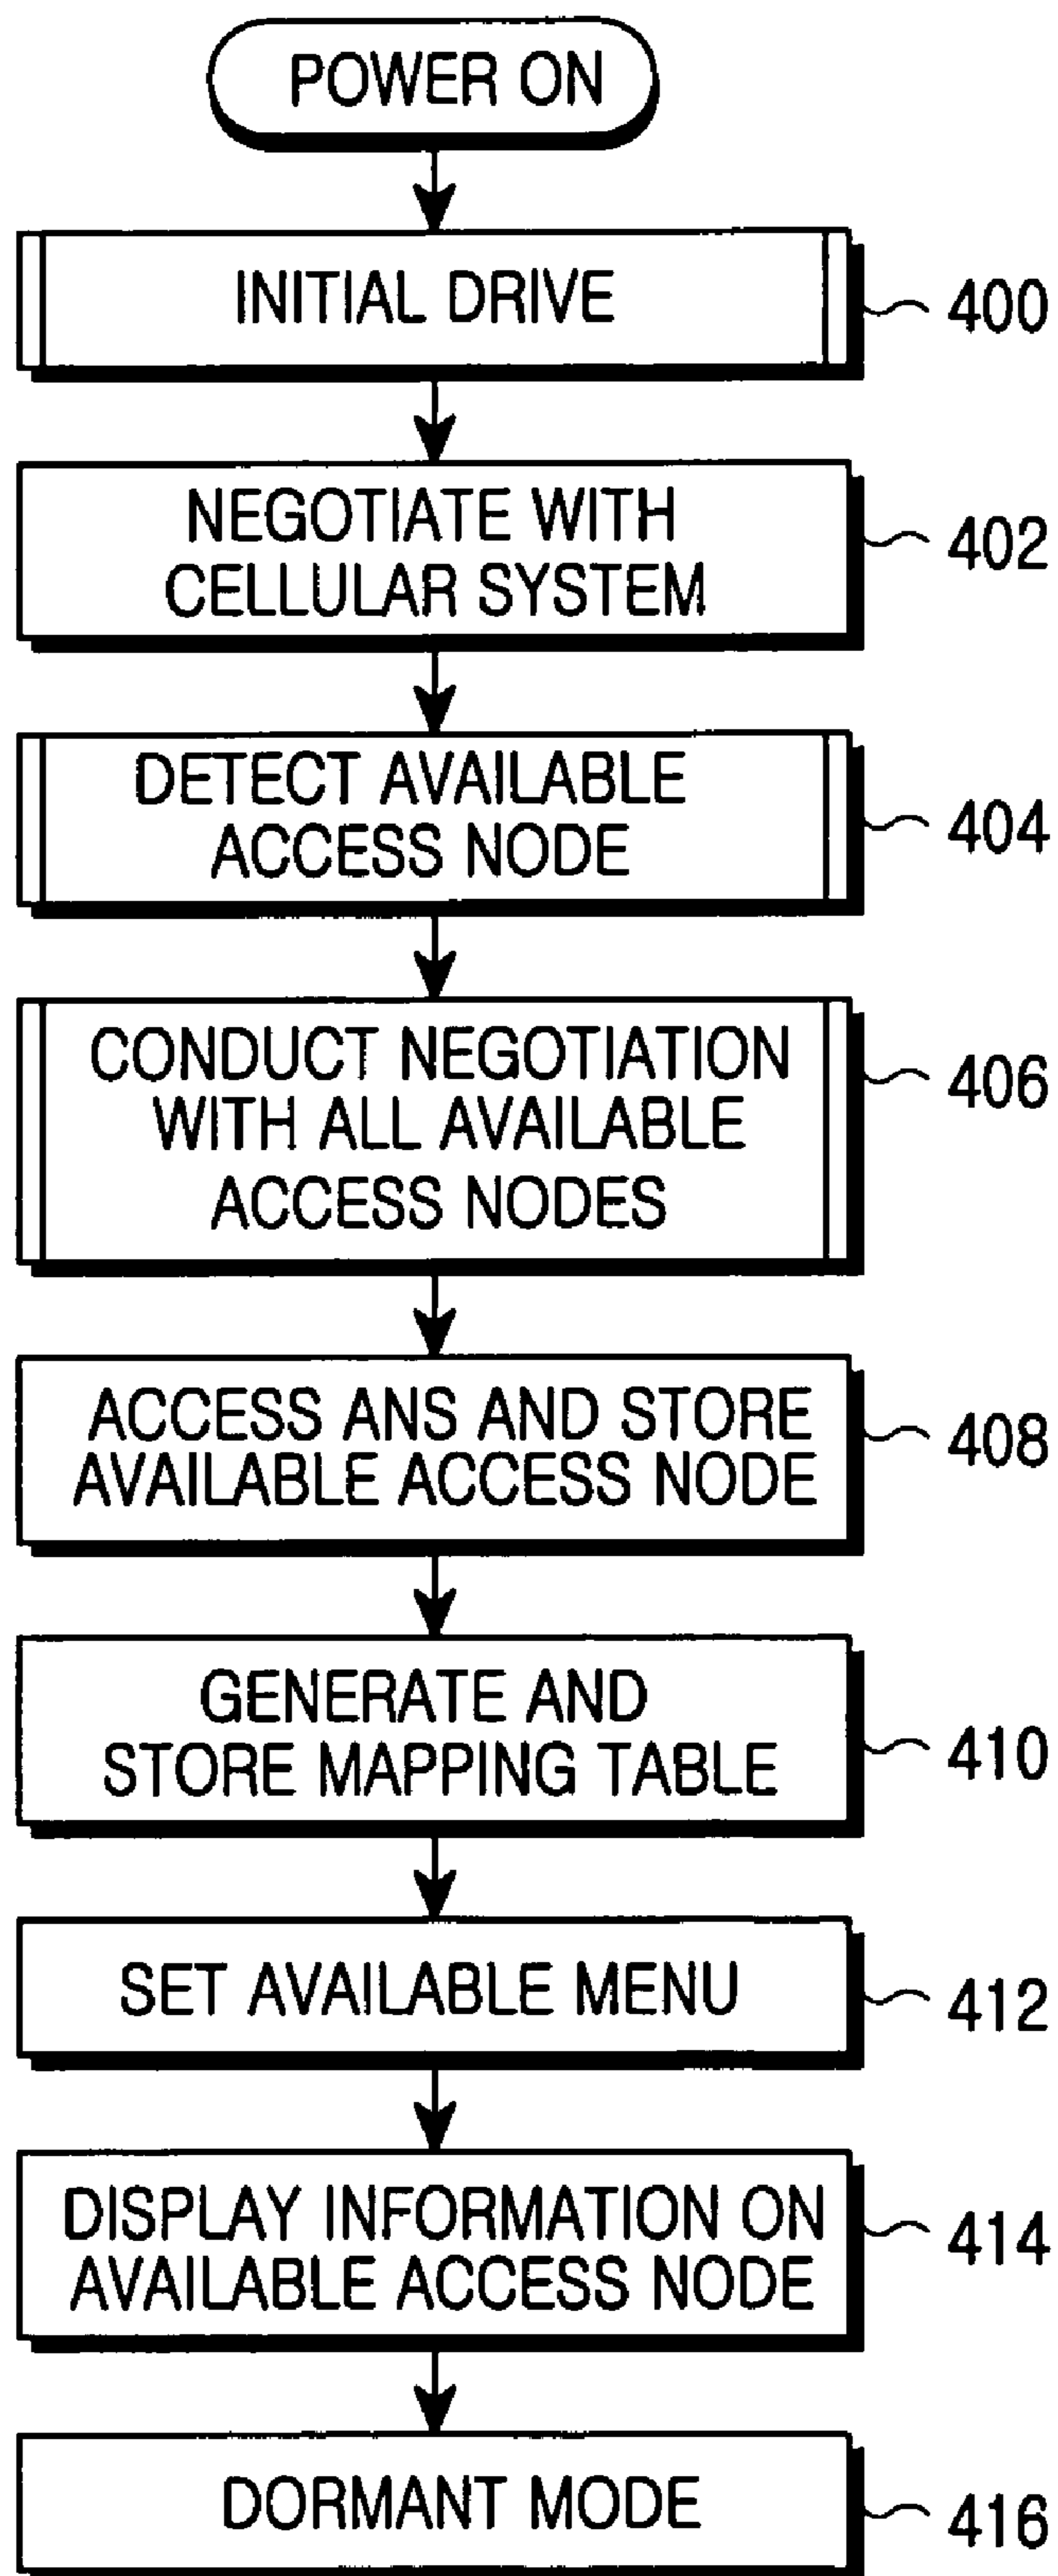 POWER ON
INITIAL DRIVE
400
NEGOTIATE WITH
CELLULAR SYSTEM
402
DETECT AVAILABLE
ACCESS NODE
404
CONDUCT NEGOTIATION
WITH ALL AVAILABLE
ACCESS NODES
406
ACCESS ANS AND STORE
AVAILABLE ACCESS NODE
408
GENERATE AND
STORE MAPPING TABLE
410
SET AVAILABLE MENU
412
DISPLAY INFORMATION ON
AVAILABLE ACCESS NODE
414
DORMANT MODE
416